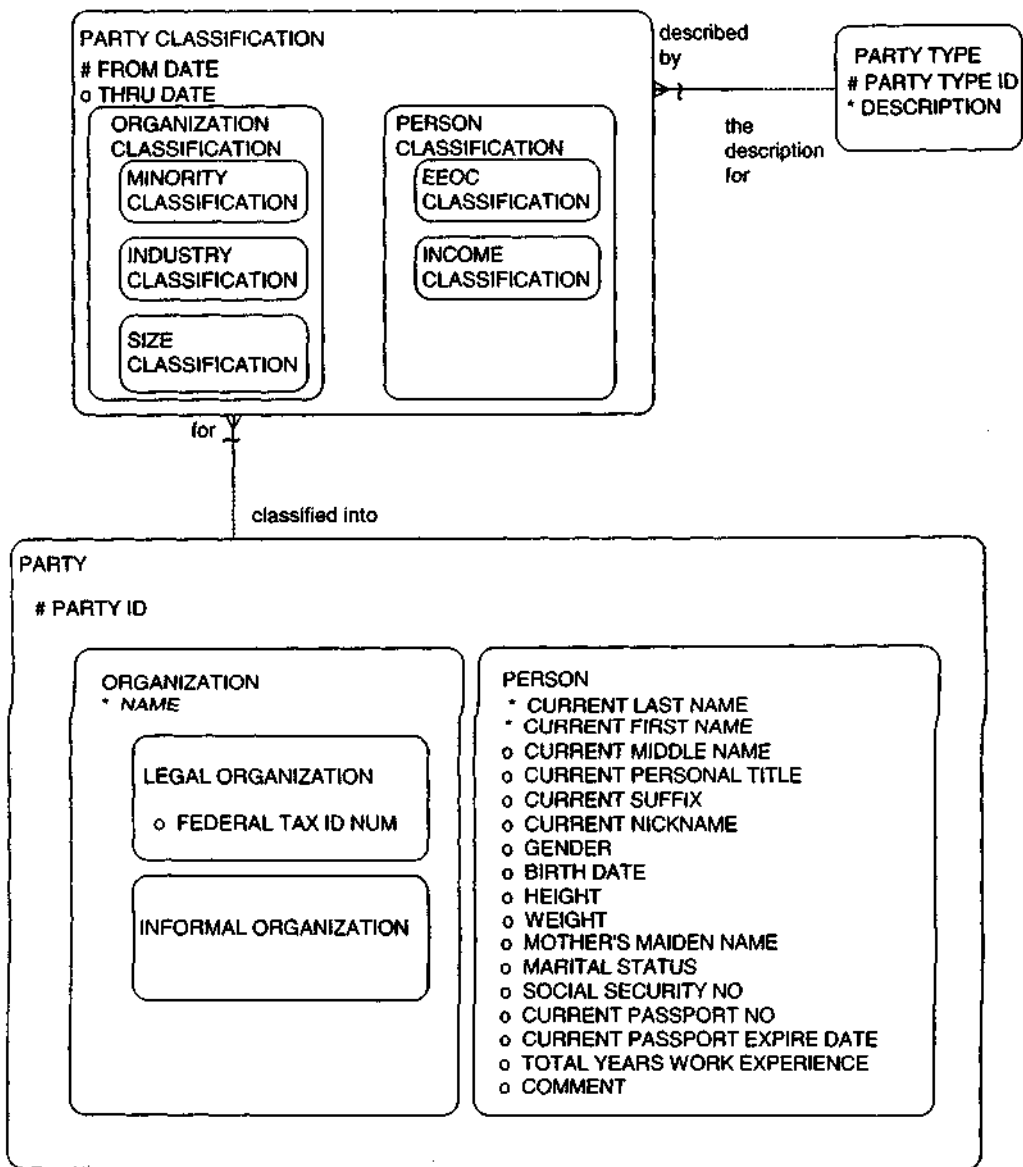 PARTY CLASSIFICATION
# FROM DATE
o THRU DATE
ORGANIZATION
CLASSIFICATION
MINORITY
CLASSIFICATION
INDUSTRY
CLASSIFICATION
SIZE
CLASSIFICATION
PERSON
CLASSIFICATION
EEOC
CLASSIFICATION
INCOME
CLASSIFICATION
described
by
the
description
for
PARTY TYPE
# PARTY TYPE ID
* DESCRIPTION
for
classified into
PARTY
# PARTY ID
ORGANIZATION
* NAME
LEGAL ORGANIZATION
o FEDERAL TAX ID NUM
INFORMAL ORGANIZATION
PERSON
* CURRENT LAST NAME
* CURRENT FIRST NAME
o CURRENT MIDDLE NAME
o CURRENT PERSONAL TITLE
o CURRENT SUFFIX
o CURRENT NICKNAME
o GENDER
o BIRTH DATE
o HEIGHT
o WEIGHT
o MOTHER'S MAIDEN NAME
o MARITAL STATUS
o SOCIAL SECURITY NO
o CURRENT PASSPORT NO
o CURRENT PASSPORT EXPIRE DATE
o TOTAL YEARS WORK EXPERIENCE
o COMMENT